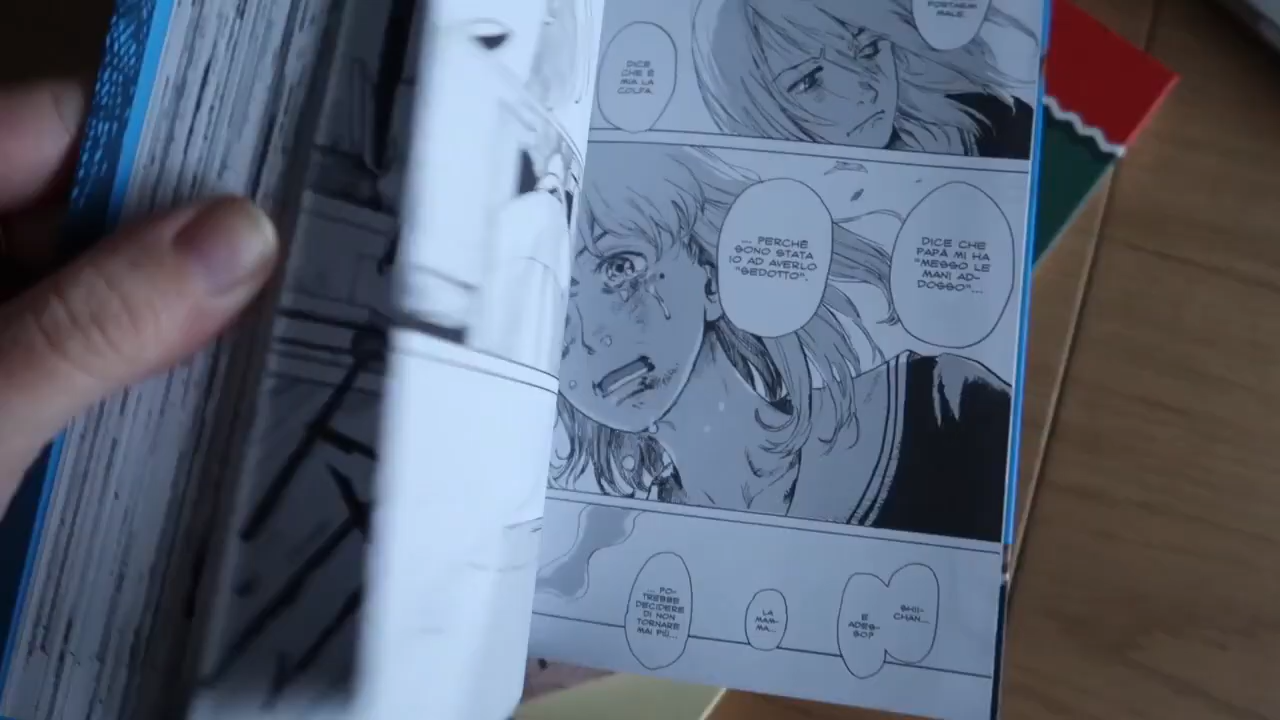 PORTARTI
MALE.
DICE
CHE È
MIA LA
COLPA.
DICE CHE
PAPÀ MI HA
"MESSO LE
MANI AD-
DOSSO"...
... PERCHÉ
SONO STATA
IO AD AVERLO
"SEDOTTO".
SHII-
CHAN...
E
ADES-
SO?
LA
MAM-
MA...
... PO-
TREBBE
DECIDERE
DI NON
TORNARE
MAI PIÙ...